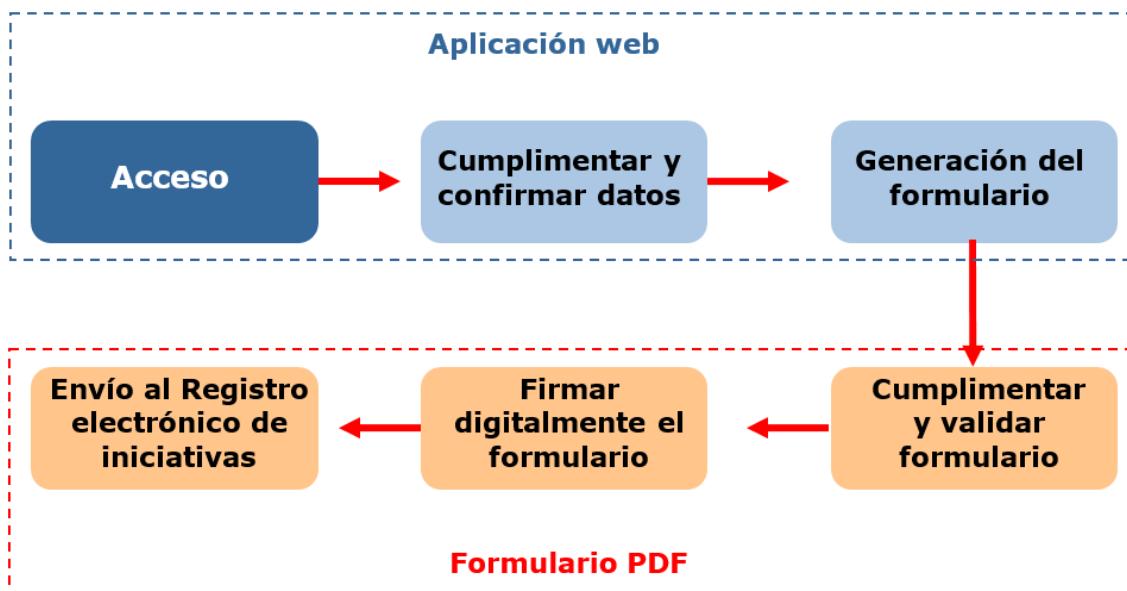 Aplicación web
Acceso
Cumplimentar y
confirmar datos
Generación del
formulario
Envío al Registro
electrónico de
iniciativas
Firmar
digitalmente el
formulario
Cumplimentar
y validar
formulario
Formulario PDF